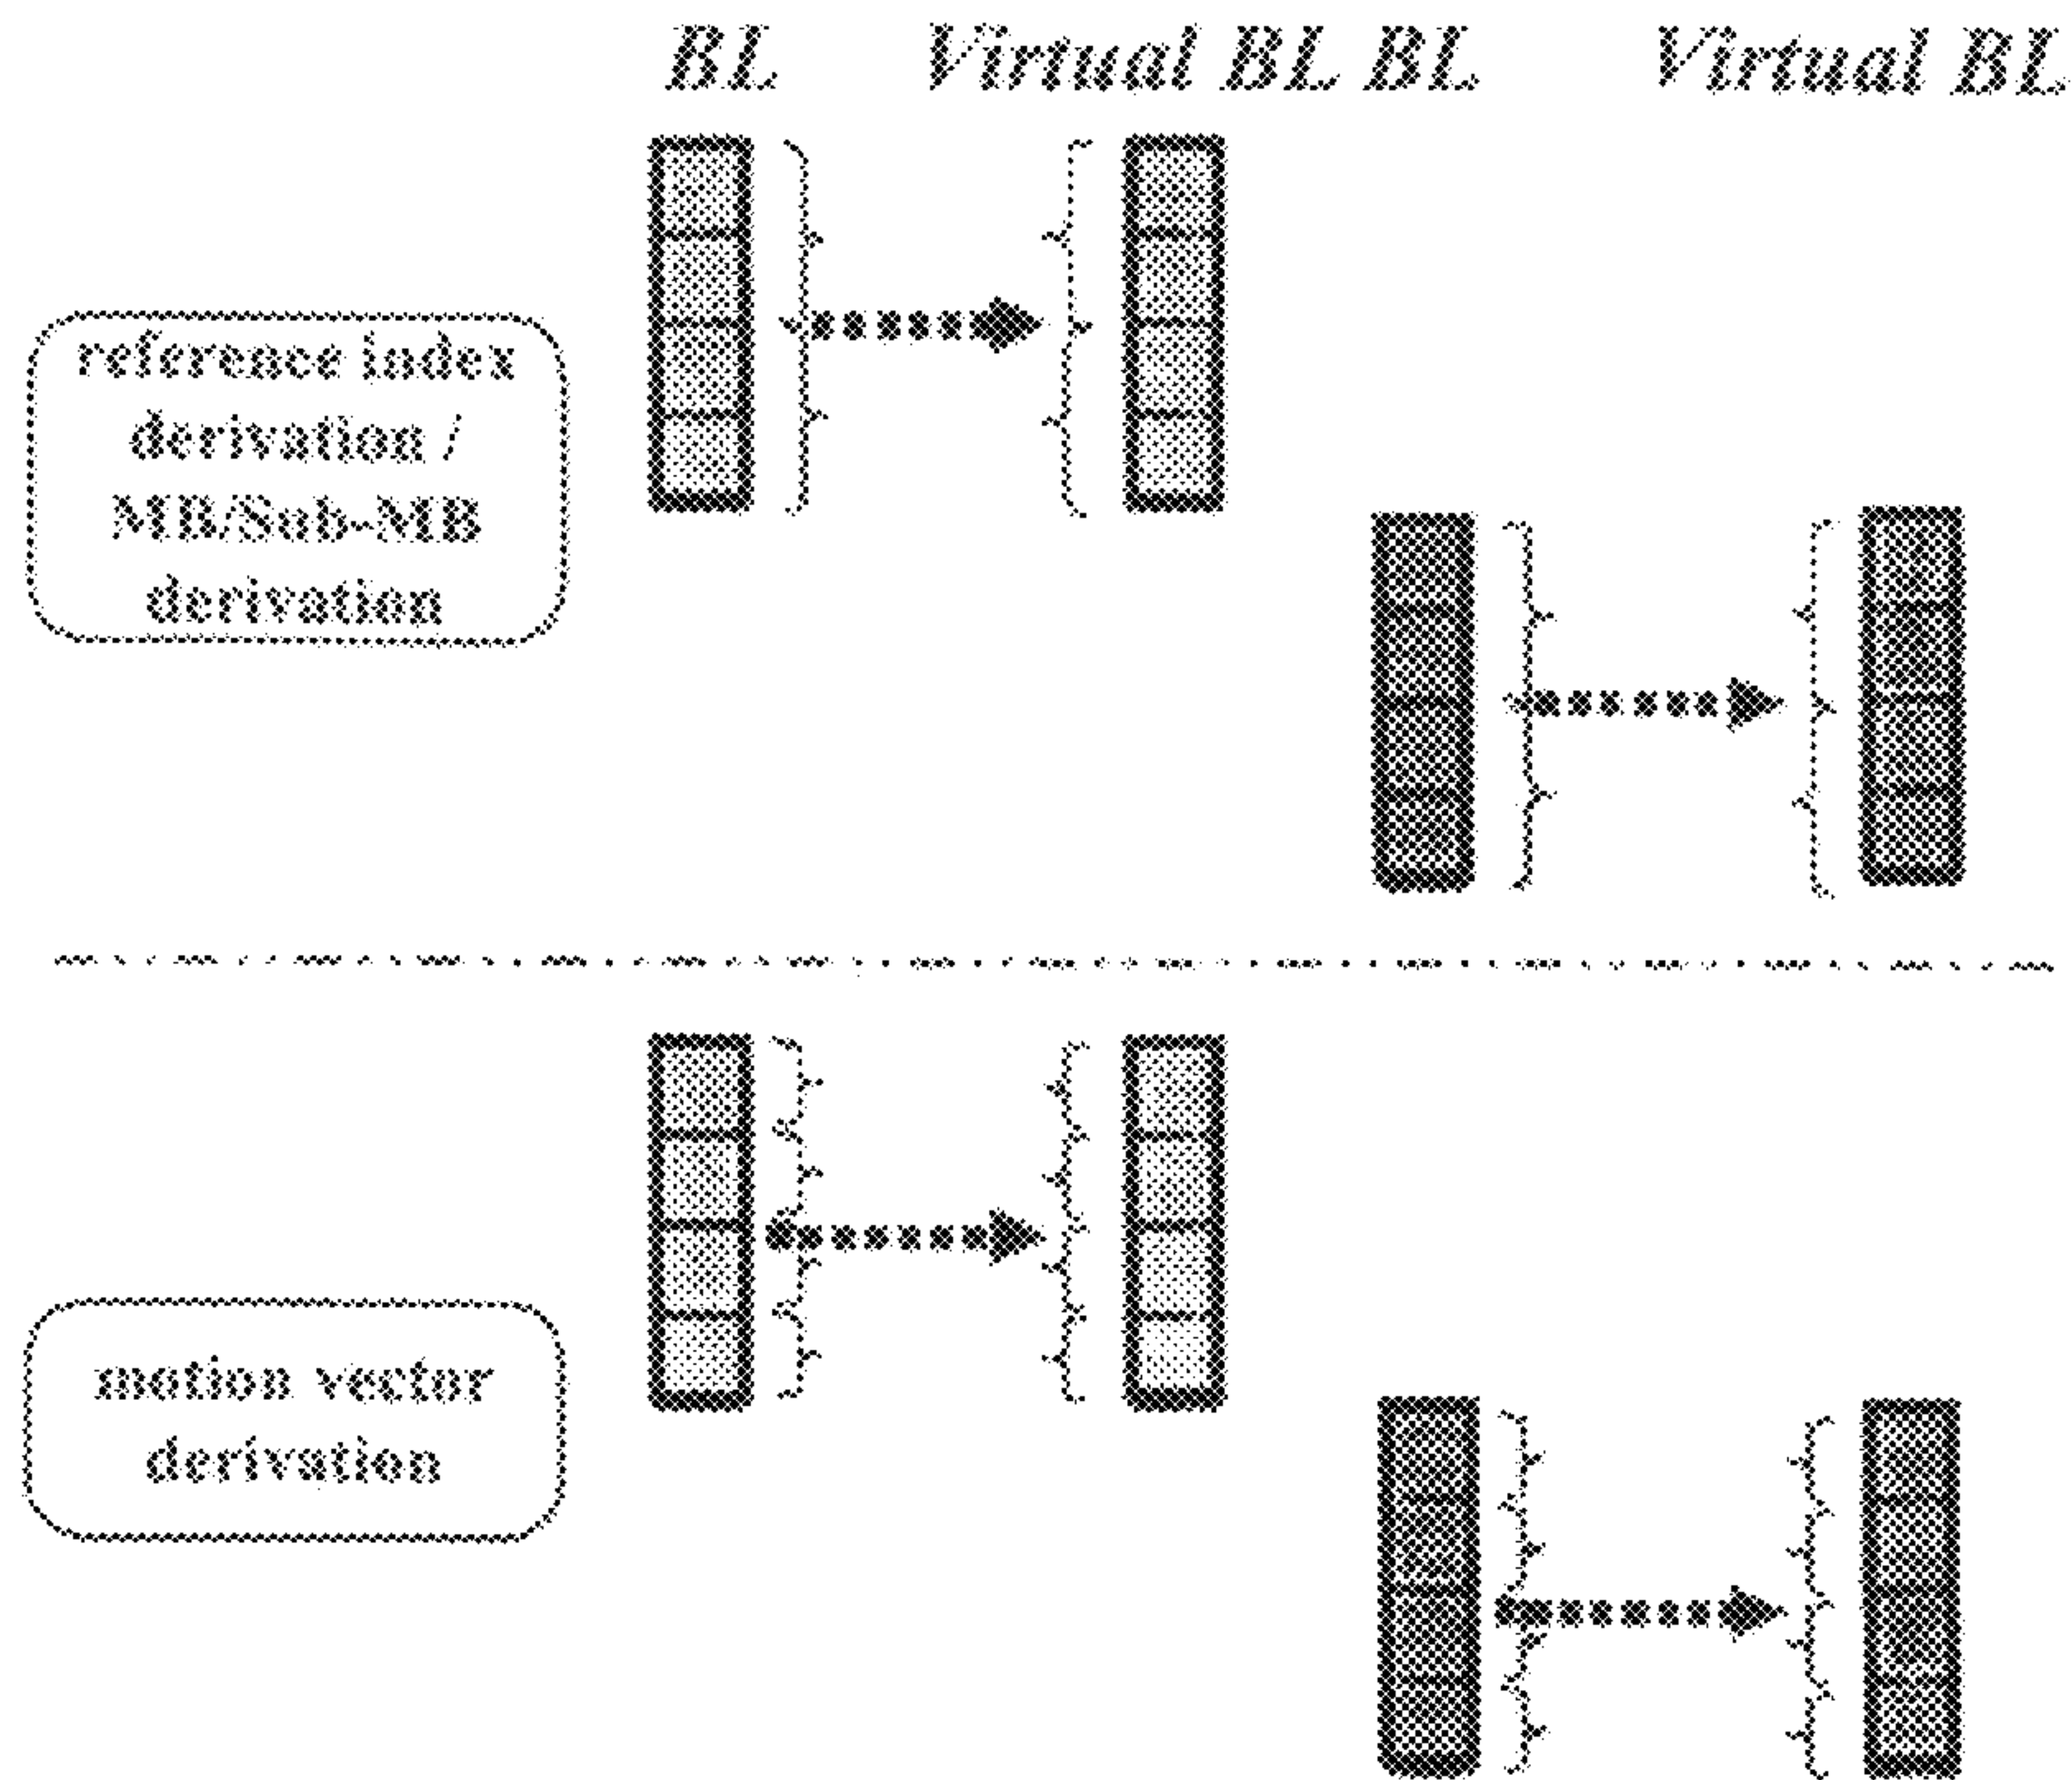 BL Virtual BL BL Virtual BL
reference index
derivation /
MB/Sub-MB
derivation
motion vector
derivation